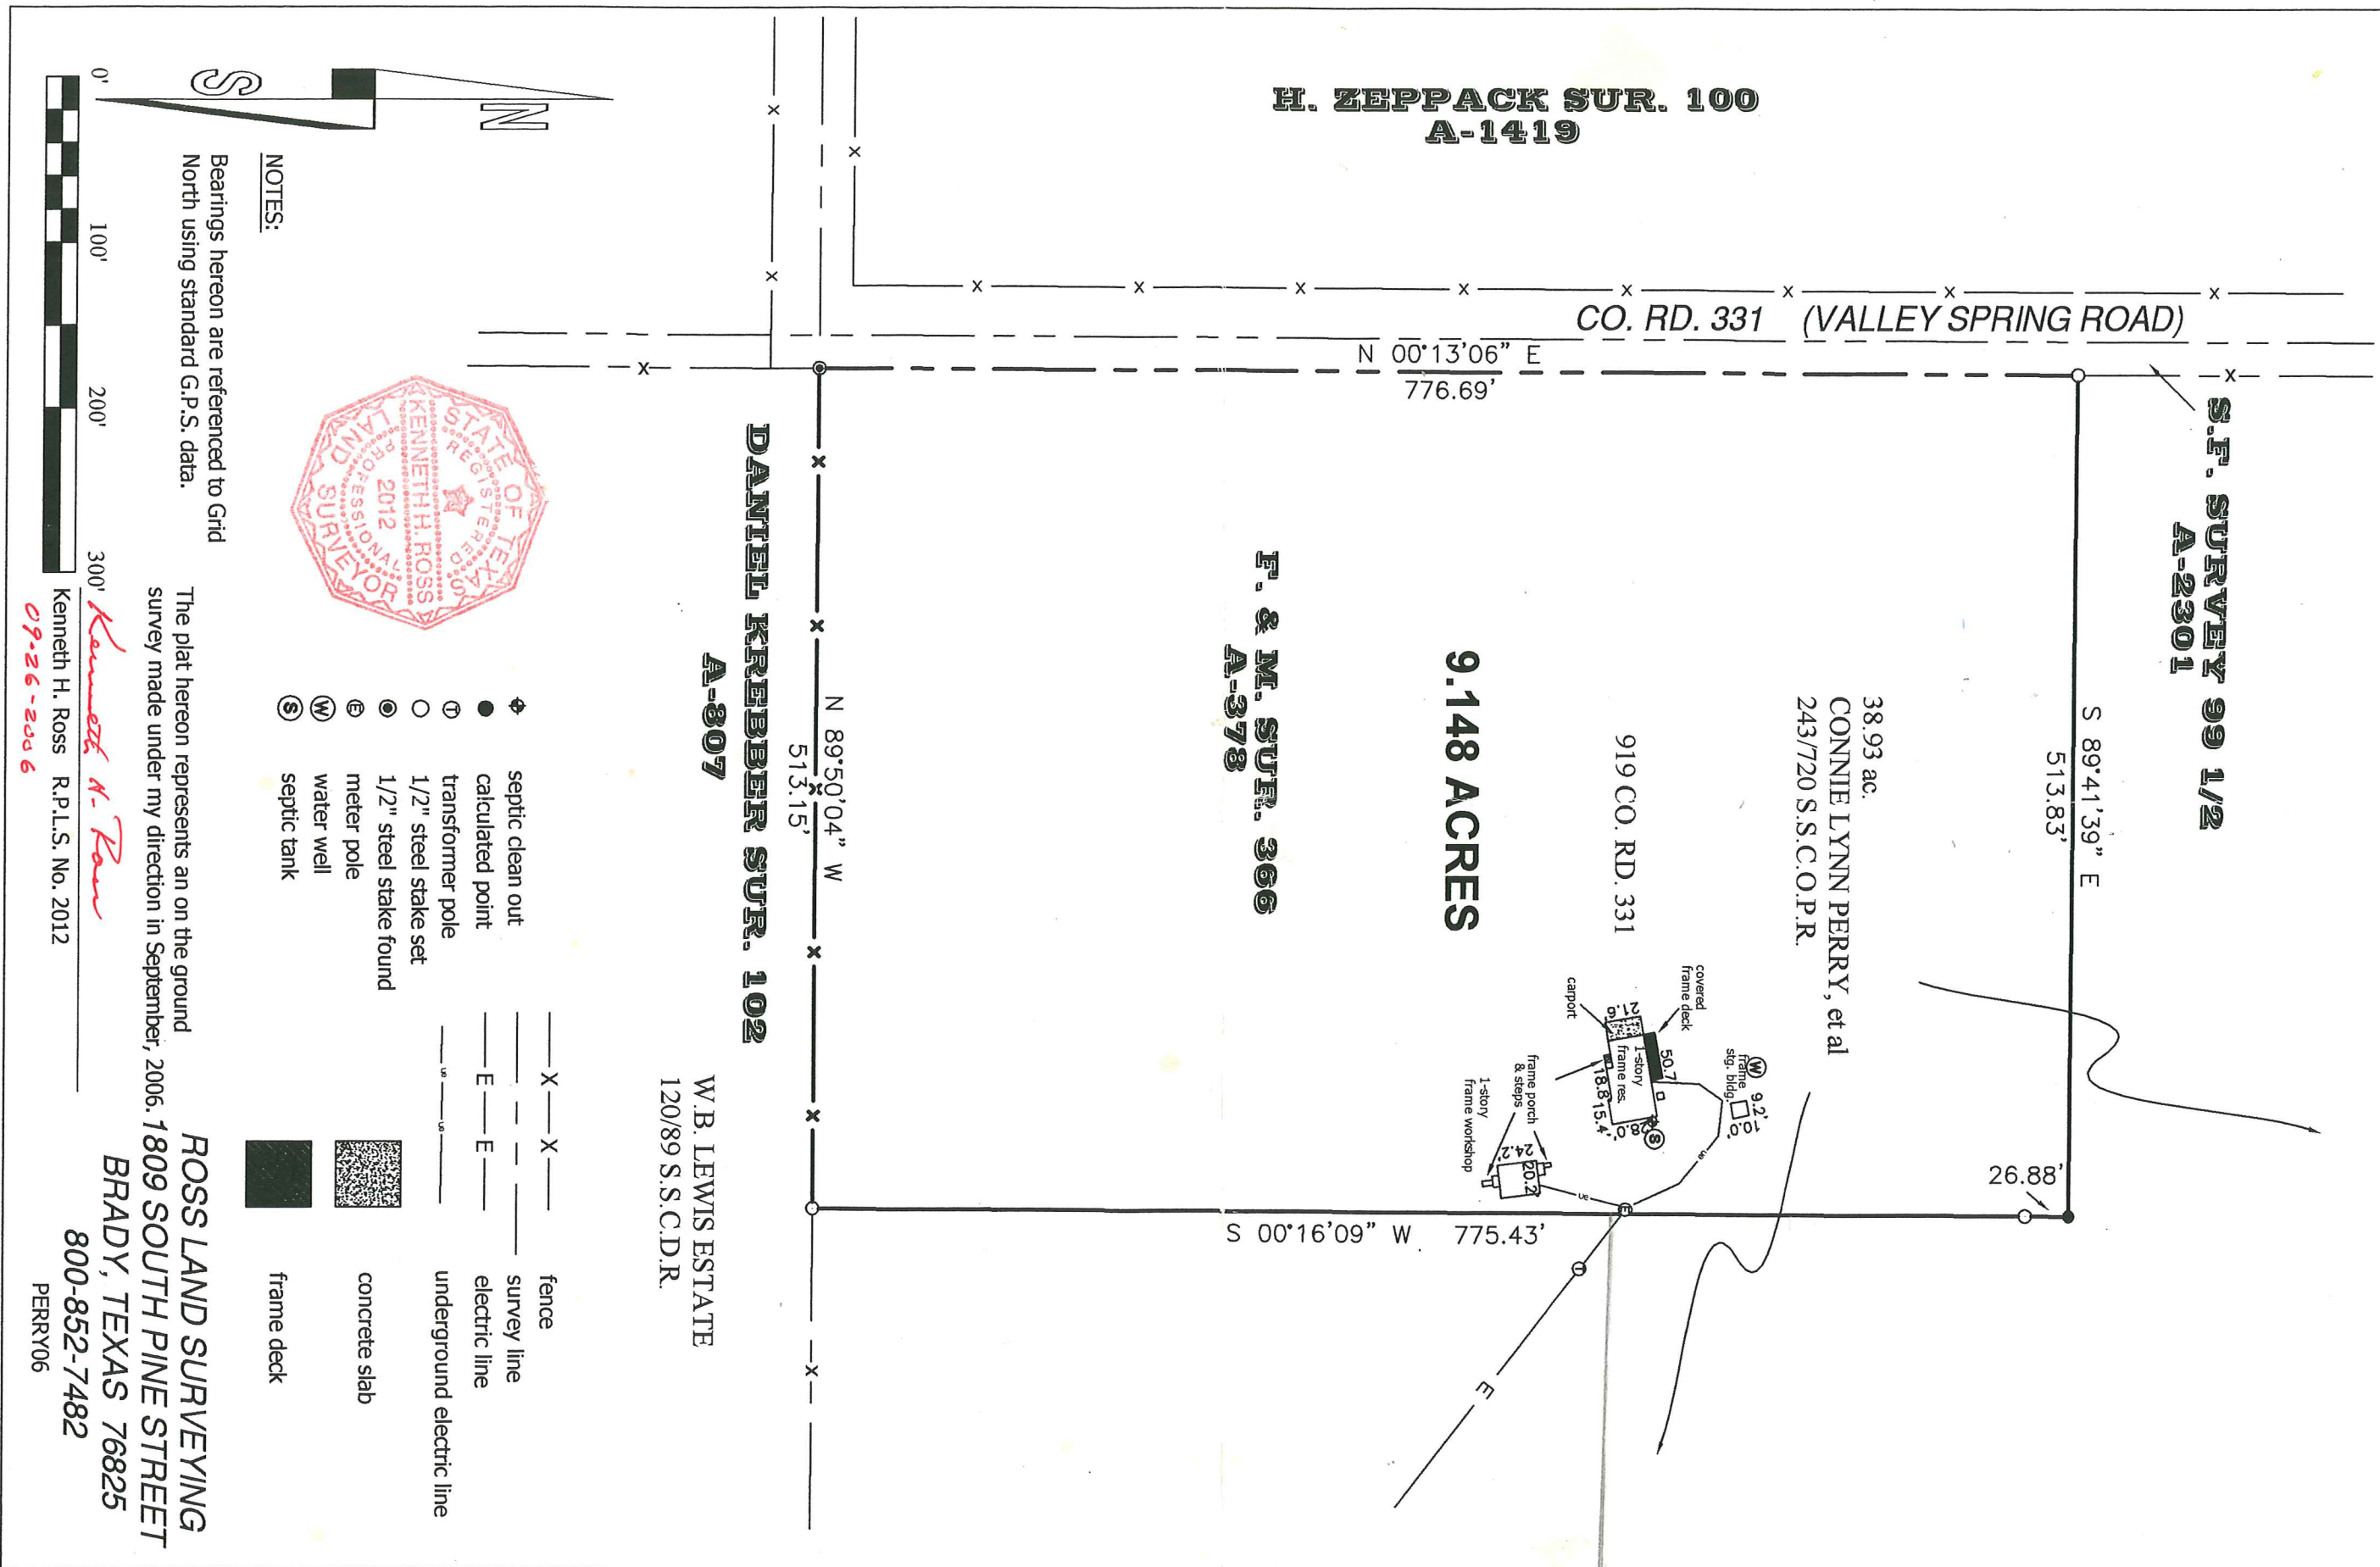 H. ZEPPACK SUR. 100
A-1419
CO. RD. 331 (VALLEY SPRING ROAD)
N 00°13'06" E
776.69'
S.F. SURVEY 99 1/2
A-2301
S 89°41'39" E
513.83'
38.93 ac.
CONNIE LYNN PERRY, et al
243/720 S.S.C.O.P.R.
919 CO. RD. 331
9.148 ACRES
F. & M. SUR. 366
A-378
covered
frame deck
carport
21.6'
50.7'
1-story
frame res.
18.8'
15.4'
28.0'
S
W
frame
stg. bldg.
9.2'
10.0'
frame porch
& steps
1-story
frame workshop
24.2'
20.2'
UE
UE
E
T
E
26.88'
S 00°16'09" W 775.43'
N 89°50'04" W
513.15'
DANIEL KREBBER SUR. 102
A-807
W.B. LEWIS ESTATE
120/89 S.S.C.D.R.
septic clean out
calculated point
T transformer pole
1/2" steel stake set
1/2" steel stake found
E meter pole
W water well
S septic tank
X X fence
survey line
E E electric line
UE UE underground electric line
concrete slab
frame deck
STATE OF TEXAS
REGISTERED
KENNETH H. ROSS
2012
PROFESSIONAL
LAND SURVEYOR
N
S
NOTES:
Bearings hereon are referenced to Grid
North using standard G.P.S. data.
0' 100' 200' 300'
The plat hereon represents an on the ground
survey made under my direction in September, 2006.
Kenneth H. Ross
Kenneth H. Ross R.P.L.S. No. 2012
09-26-2006
ROSS LAND SURVEYING
1809 SOUTH PINE STREET
BRADY, TEXAS 76825
800-852-7482
PERRY06